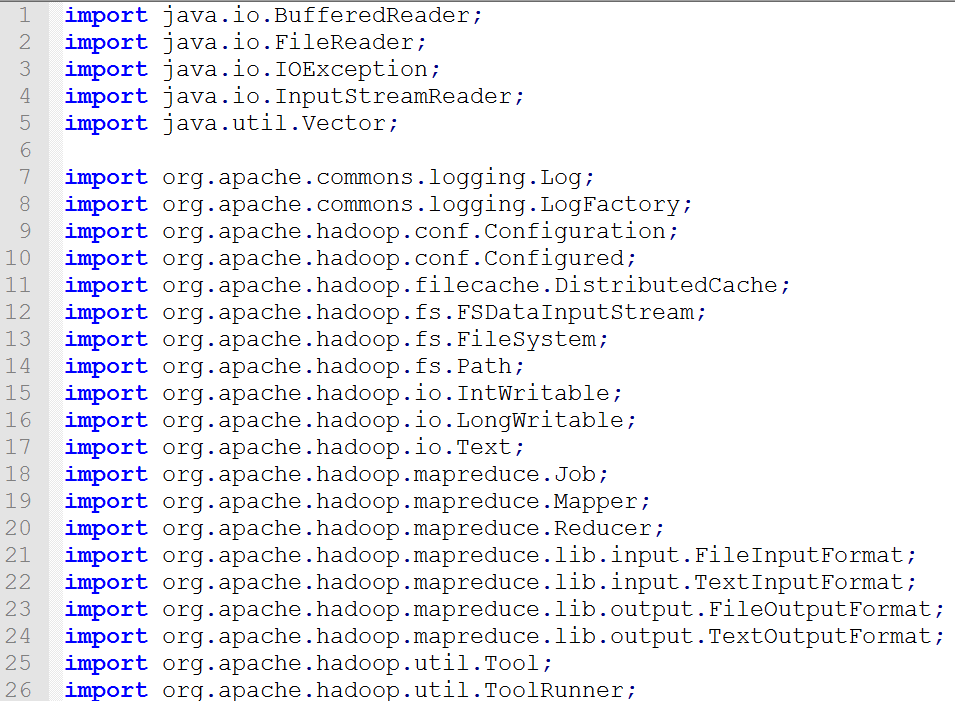 1 import java.io.BufferedReader;
2 import java.io.FileReader;
3 import java.io.IOException;
4 import java.io.InputStreamReader;
5 import java.util.Vector;
6
7 import org.apache.commons.logging.Log;
8 import org.apache.commons.logging.LogFactory;
9 import org.apache.hadoop.conf.Configuration;
10 import org.apache.hadoop.conf.Configured;
11 import org.apache.hadoop.filecache.DistributedCache;
12 import org.apache.hadoop.fs.FSDataInputStream;
13 import org.apache.hadoop.fs.FileSystem;
14 import org.apache.hadoop.fs.Path;
15 import org.apache.hadoop.io.IntWritable;
16 import org.apache.hadoop.io.LongWritable;
17 import org.apache.hadoop.io.Text;
18 import org.apache.hadoop.mapreduce.Job;
19 import org.apache.hadoop.mapreduce.Mapper;
20 import org.apache.hadoop.mapreduce.Reducer;
21 import org.apache.hadoop.mapreduce.lib.input.FileInputFormat;
22 import org.apache.hadoop.mapreduce.lib.input.TextInputFormat;
23 import org.apache.hadoop.mapreduce.lib.output.FileOutputFormat;
24 import org.apache.hadoop.mapreduce.lib.output.TextOutputFormat;
25 import org.apache.hadoop.util.Tool;
26 import org.apache.hadoop.util.ToolRunner;